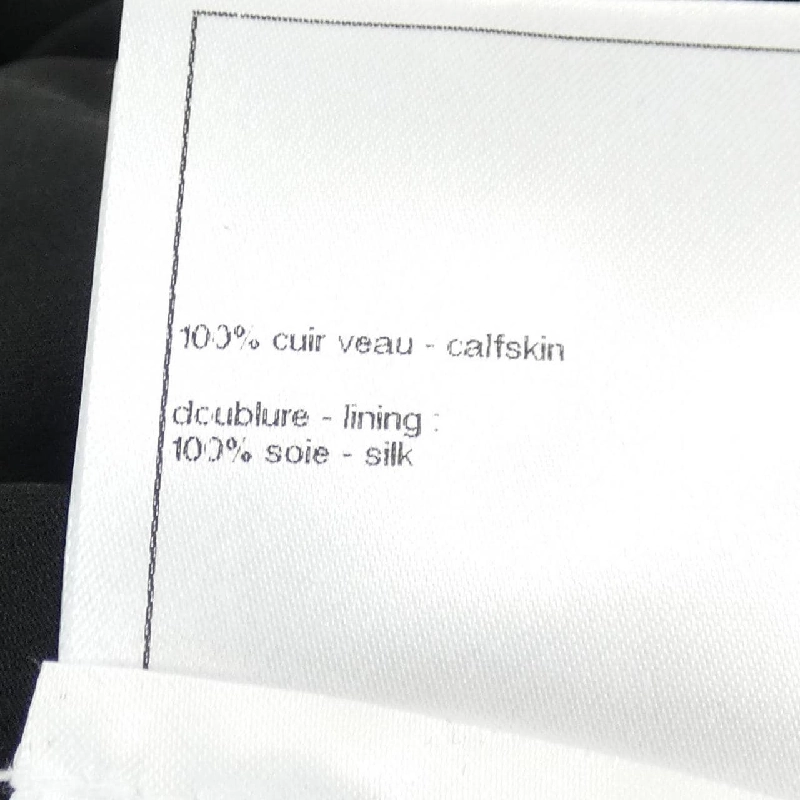 100% cuir veau - calfskin
doublure - lining :
100% soie - silk